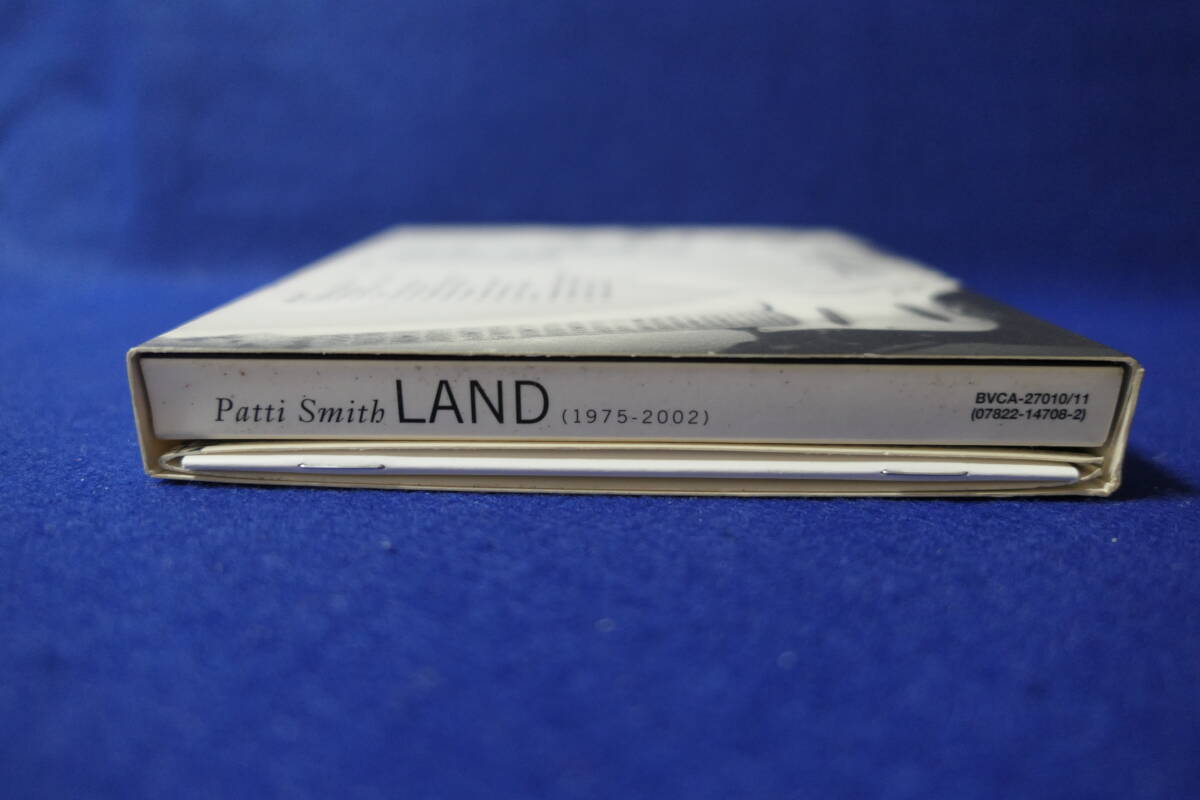 Patti Smith LAND (1975-2002)
BVCA-27010/11
(07822-14708-2)